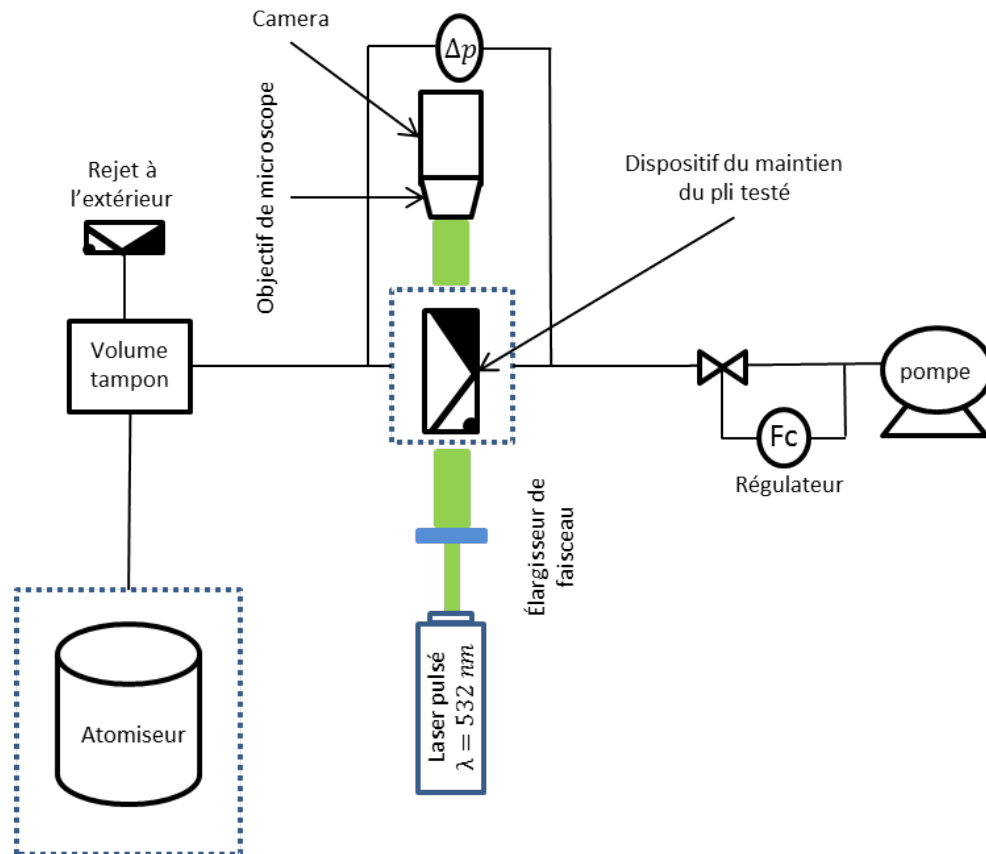 Camera
Δp
Objectif de microscope
Rejet à
l'extérieur
Dispositif du maintien
du pli testé
Volume
tampon
pompe
Fc
Régulateur
Élargisseur de
faisceau
Laser pulsé
λ = 532 nm
Atomiseur